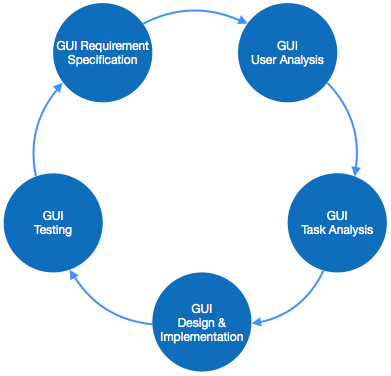 GUI Requirement
Specification
GUI
User Analysis
GUI
Task Analysis
GUI
Design &
Implementation
GUI
Testing